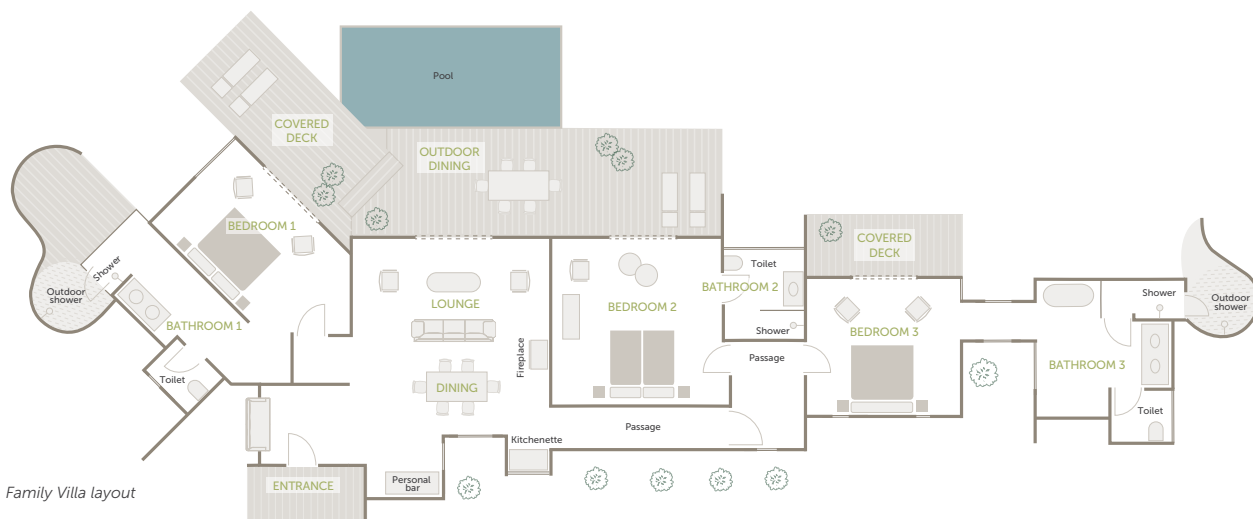 Pool
COVERED
DECK
OUTDOOR
DINING
BEDROOM 1
COVERED
DECK
Toilet
Shower
BATHROOM 2
Outdoor
shower
LOUNGE
BEDROOM 2
Shower
Outdoor
shower
BATHROOM 1
Shower
BEDROOM 3
Fireplace
Passage
BATHROOM 3
Toilet
DINING
Toilet
Passage
Kitchenette
Personal
bar
ENTRANCE
Family Villa layout